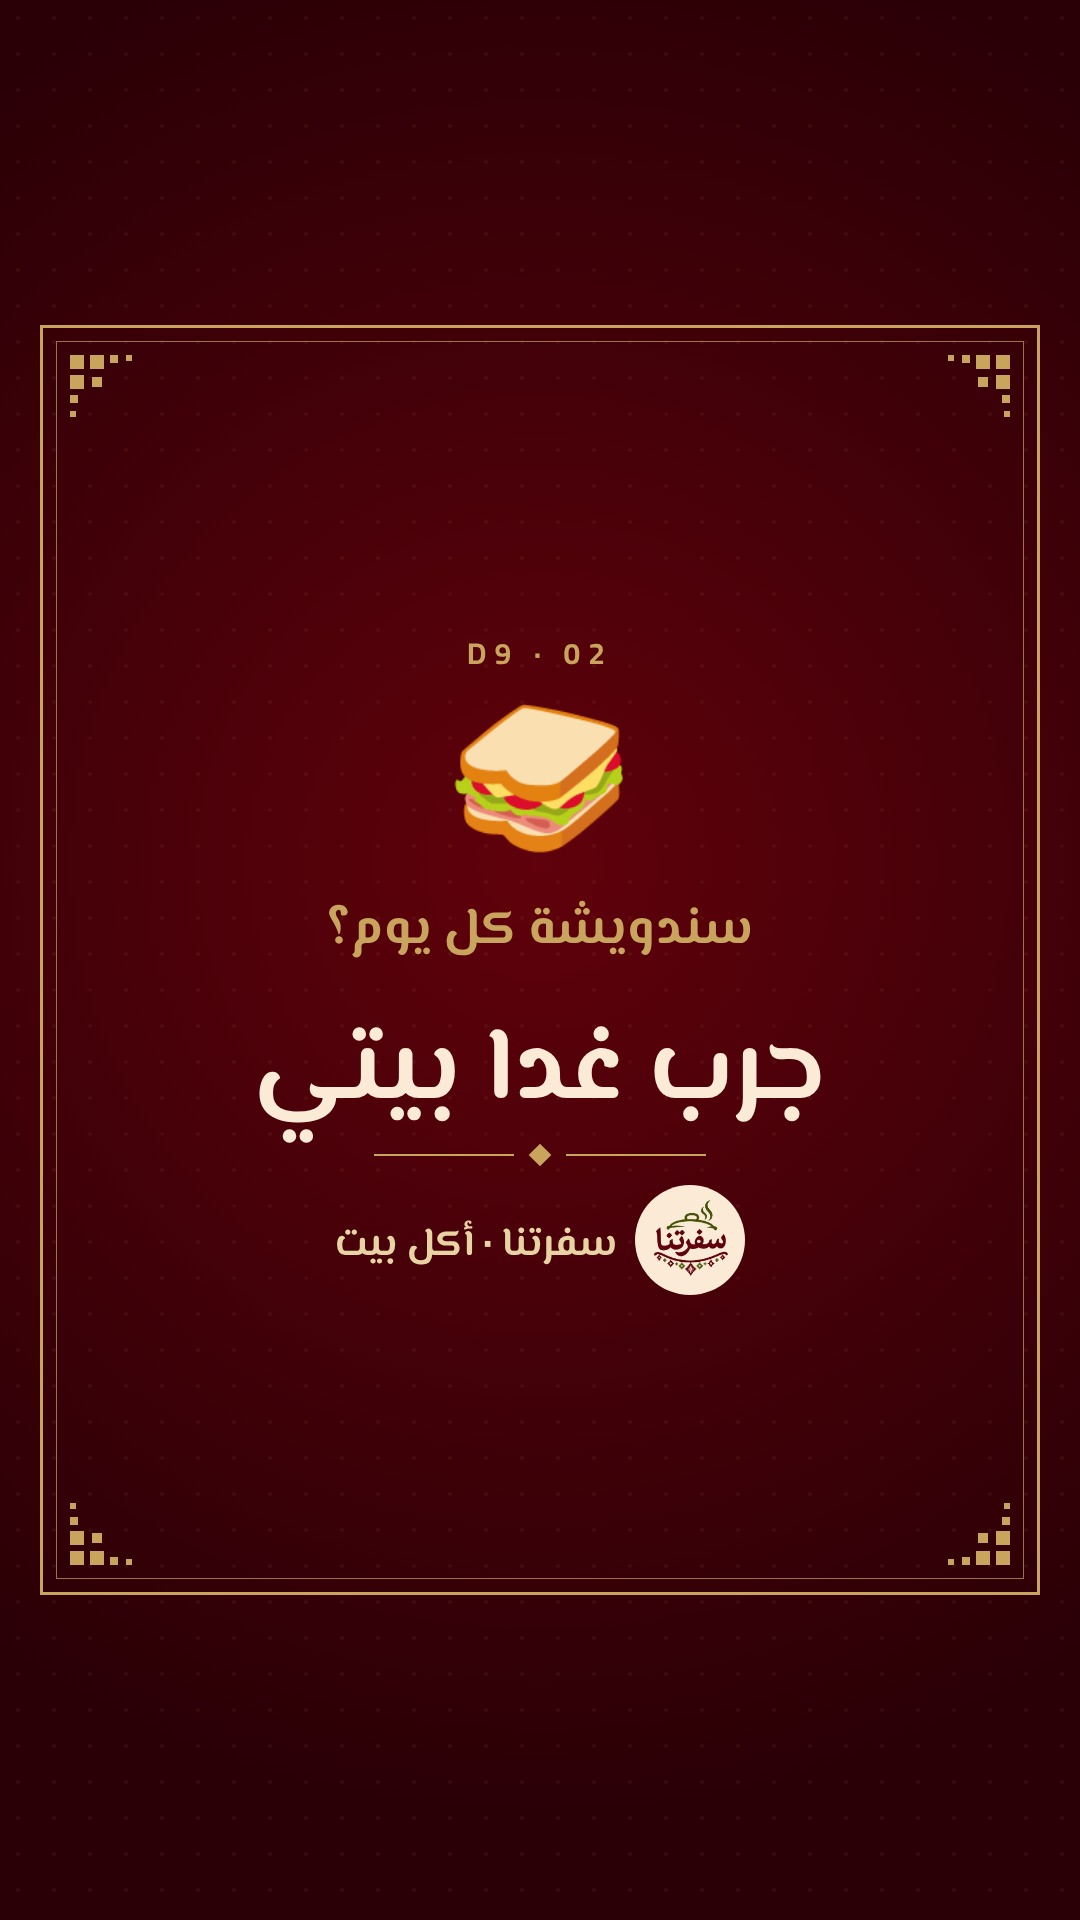 D9 · 02
سندويشة كل يوم؟
جرب غدا بيتي
سفرتنا
سفرتنا · أكل بيت